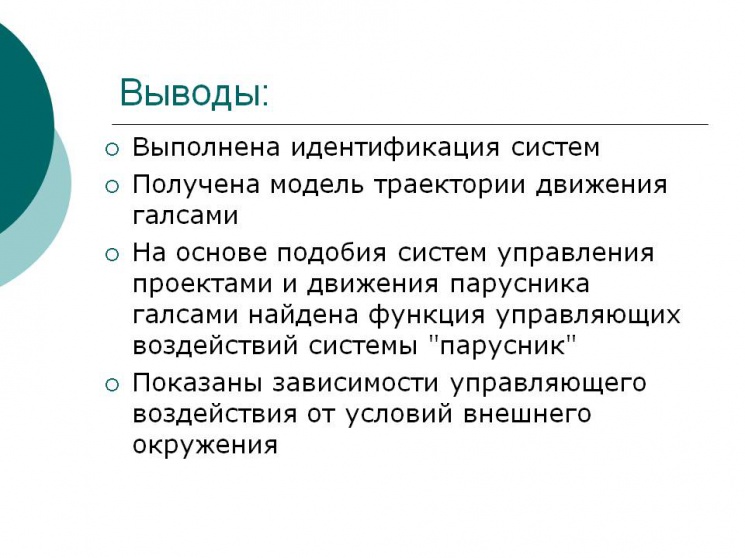 Выводы:
Выполнена идентификация систем
Получена модель траектории движения
галсами
На основе подобия систем управления
проектами и движения парусника
галсами найдена функция управляющих
воздействий системы "парусник"
Показаны зависимости управляющего
воздействия от условий внешнего
окружения